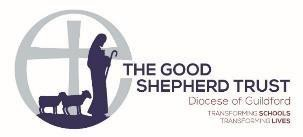 THE GOOD
SHEPHERD TRUST
Diocese of Guildford
TRANSFORMING SCHOOLS
TRANSFORMING LIVES